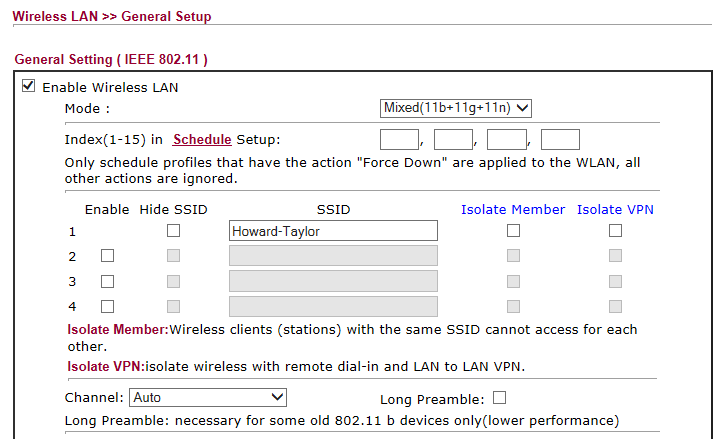 Wireless LAN >> General Setup
General Setting ( IEEE 802.11 )
Enable Wireless LAN
Mode : Mixed(11b+11g+11n)
Index(1-15) in Schedule Setup: , , ,
Only schedule profiles that have the action "Force Down" are applied to the WLAN, all
other actions are ignored.
Enable Hide SSID SSID Isolate Member Isolate VPN
1 Howard-Taylor
2
3
4
Isolate Member:Wireless clients (stations) with the same SSID cannot access for each
other.
Isolate VPN:isolate wireless with remote dial-in and LAN to LAN VPN.
Channel: Auto Long Preamble:
Long Preamble: necessary for some old 802.11 b devices only(lower performance)